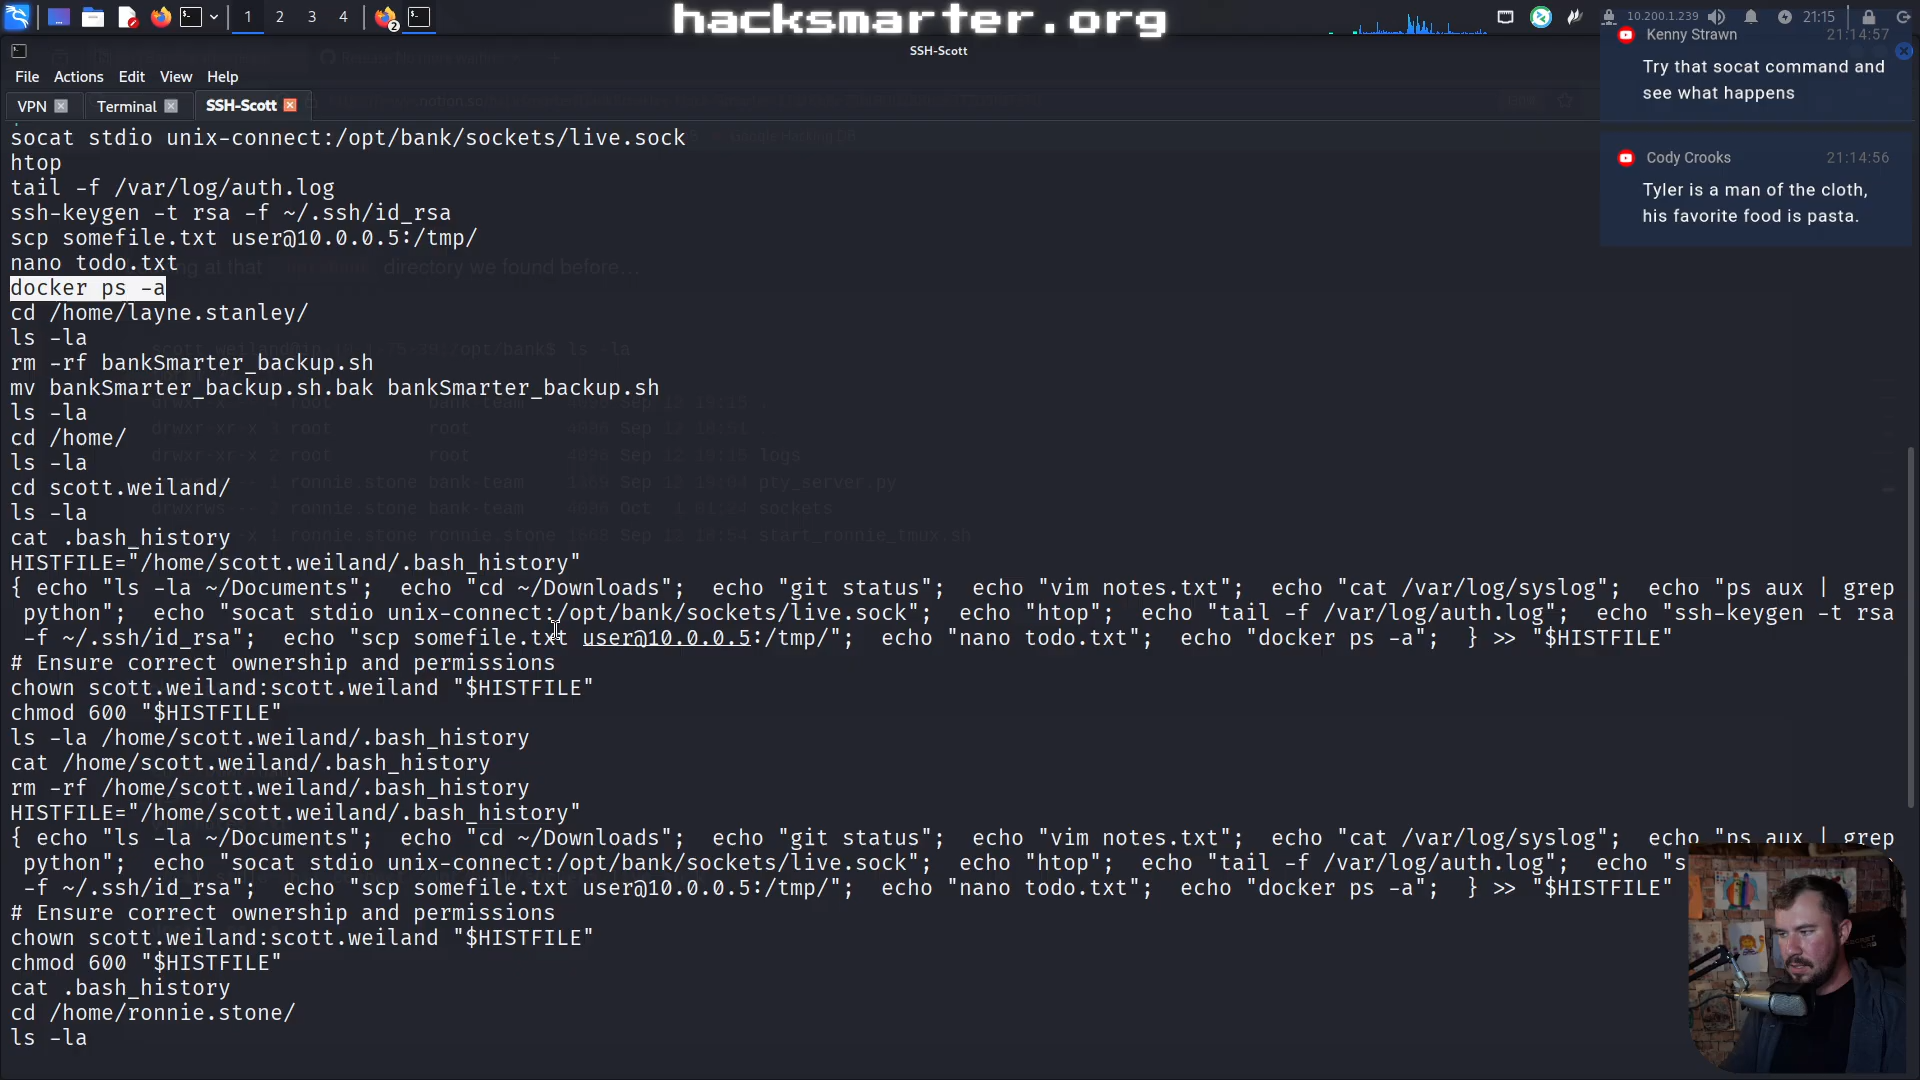 hacksmarter.org
1 2 3 4
2
10.200.1.239
21:15
SSH-Scott
File Actions Edit View Help
VPN
Terminal
SSH-Scott
Kenny Strawn
21:14:57
Try that socat command and
see what happens
Cody Crooks
21:14:56
Tyler is a man of the cloth,
his favorite food is pasta.
socat stdio unix-connect:/opt/bank/sockets/live.sock
htop
tail -f /var/log/auth.log
ssh-keygen -t rsa -f ~/.ssh/id_rsa
scp somefile.txt user@10.0.0.5:/tmp/
nano todo.txt
docker ps -a
cd /home/layne.stanley/
ls -la
rm -rf bankSmarter_backup.sh
mv bankSmarter_backup.sh.bak bankSmarter_backup.sh
ls -la
cd /home/
ls -la
cd scott.weiland/
ls -la
cat .bash_history
HISTFILE="/home/scott.weiland/.bash_history"
{ echo "ls -la ~/Documents";  echo "cd ~/Downloads";  echo "git status";  echo "vim notes.txt";  echo "cat /var/log/syslog";  echo "ps aux | grep
python";  echo "socat stdio unix-connect:/opt/bank/sockets/live.sock";  echo "htop";  echo "tail -f /var/log/auth.log";  echo "ssh-keygen -t rsa
-f ~/.ssh/id_rsa";  echo "scp somefile.txt user@10.0.0.5:/tmp/";  echo "nano todo.txt";  echo "docker ps -a";  } >> "$HISTFILE"
# Ensure correct ownership and permissions
chown scott.weiland:scott.weiland "$HISTFILE"
chmod 600 "$HISTFILE"
ls -la /home/scott.weiland/.bash_history
cat /home/scott.weiland/.bash_history
rm -rf /home/scott.weiland/.bash_history
HISTFILE="/home/scott.weiland/.bash_history"
{ echo "ls -la ~/Documents";  echo "cd ~/Downloads";  echo "git status";  echo "vim notes.txt";  echo "cat /var/log/syslog";  echo "ps aux | grep
python";  echo "socat stdio unix-connect:/opt/bank/sockets/live.sock";  echo "htop";  echo "tail -f /var/log/auth.log";  echo "s
-f ~/.ssh/id_rsa";  echo "scp somefile.txt user@10.0.0.5:/tmp/";  echo "nano todo.txt";  echo "docker ps -a";  } >> "$HISTFILE"
# Ensure correct ownership and permissions
chown scott.weiland:scott.weiland "$HISTFILE"
chmod 600 "$HISTFILE"
cat .bash_history
cd /home/ronnie.stone/
ls -la